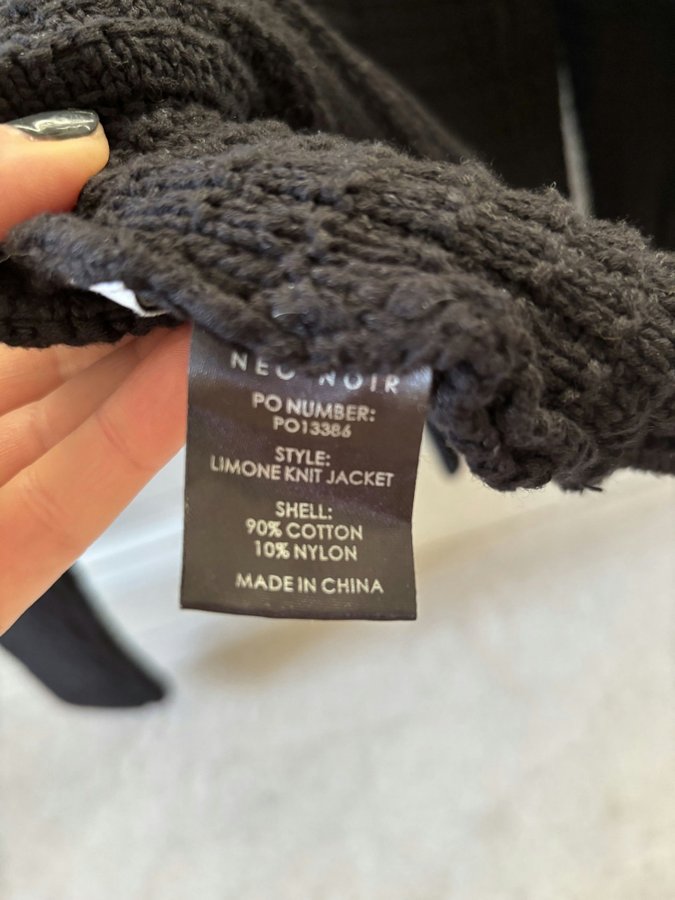 NEO NOIR
PO NUMBER:
PO13386
STYLE:
LIMONE KNIT JACKET
SHELL:
90% COTTON
10% NYLON
MADE IN CHINA